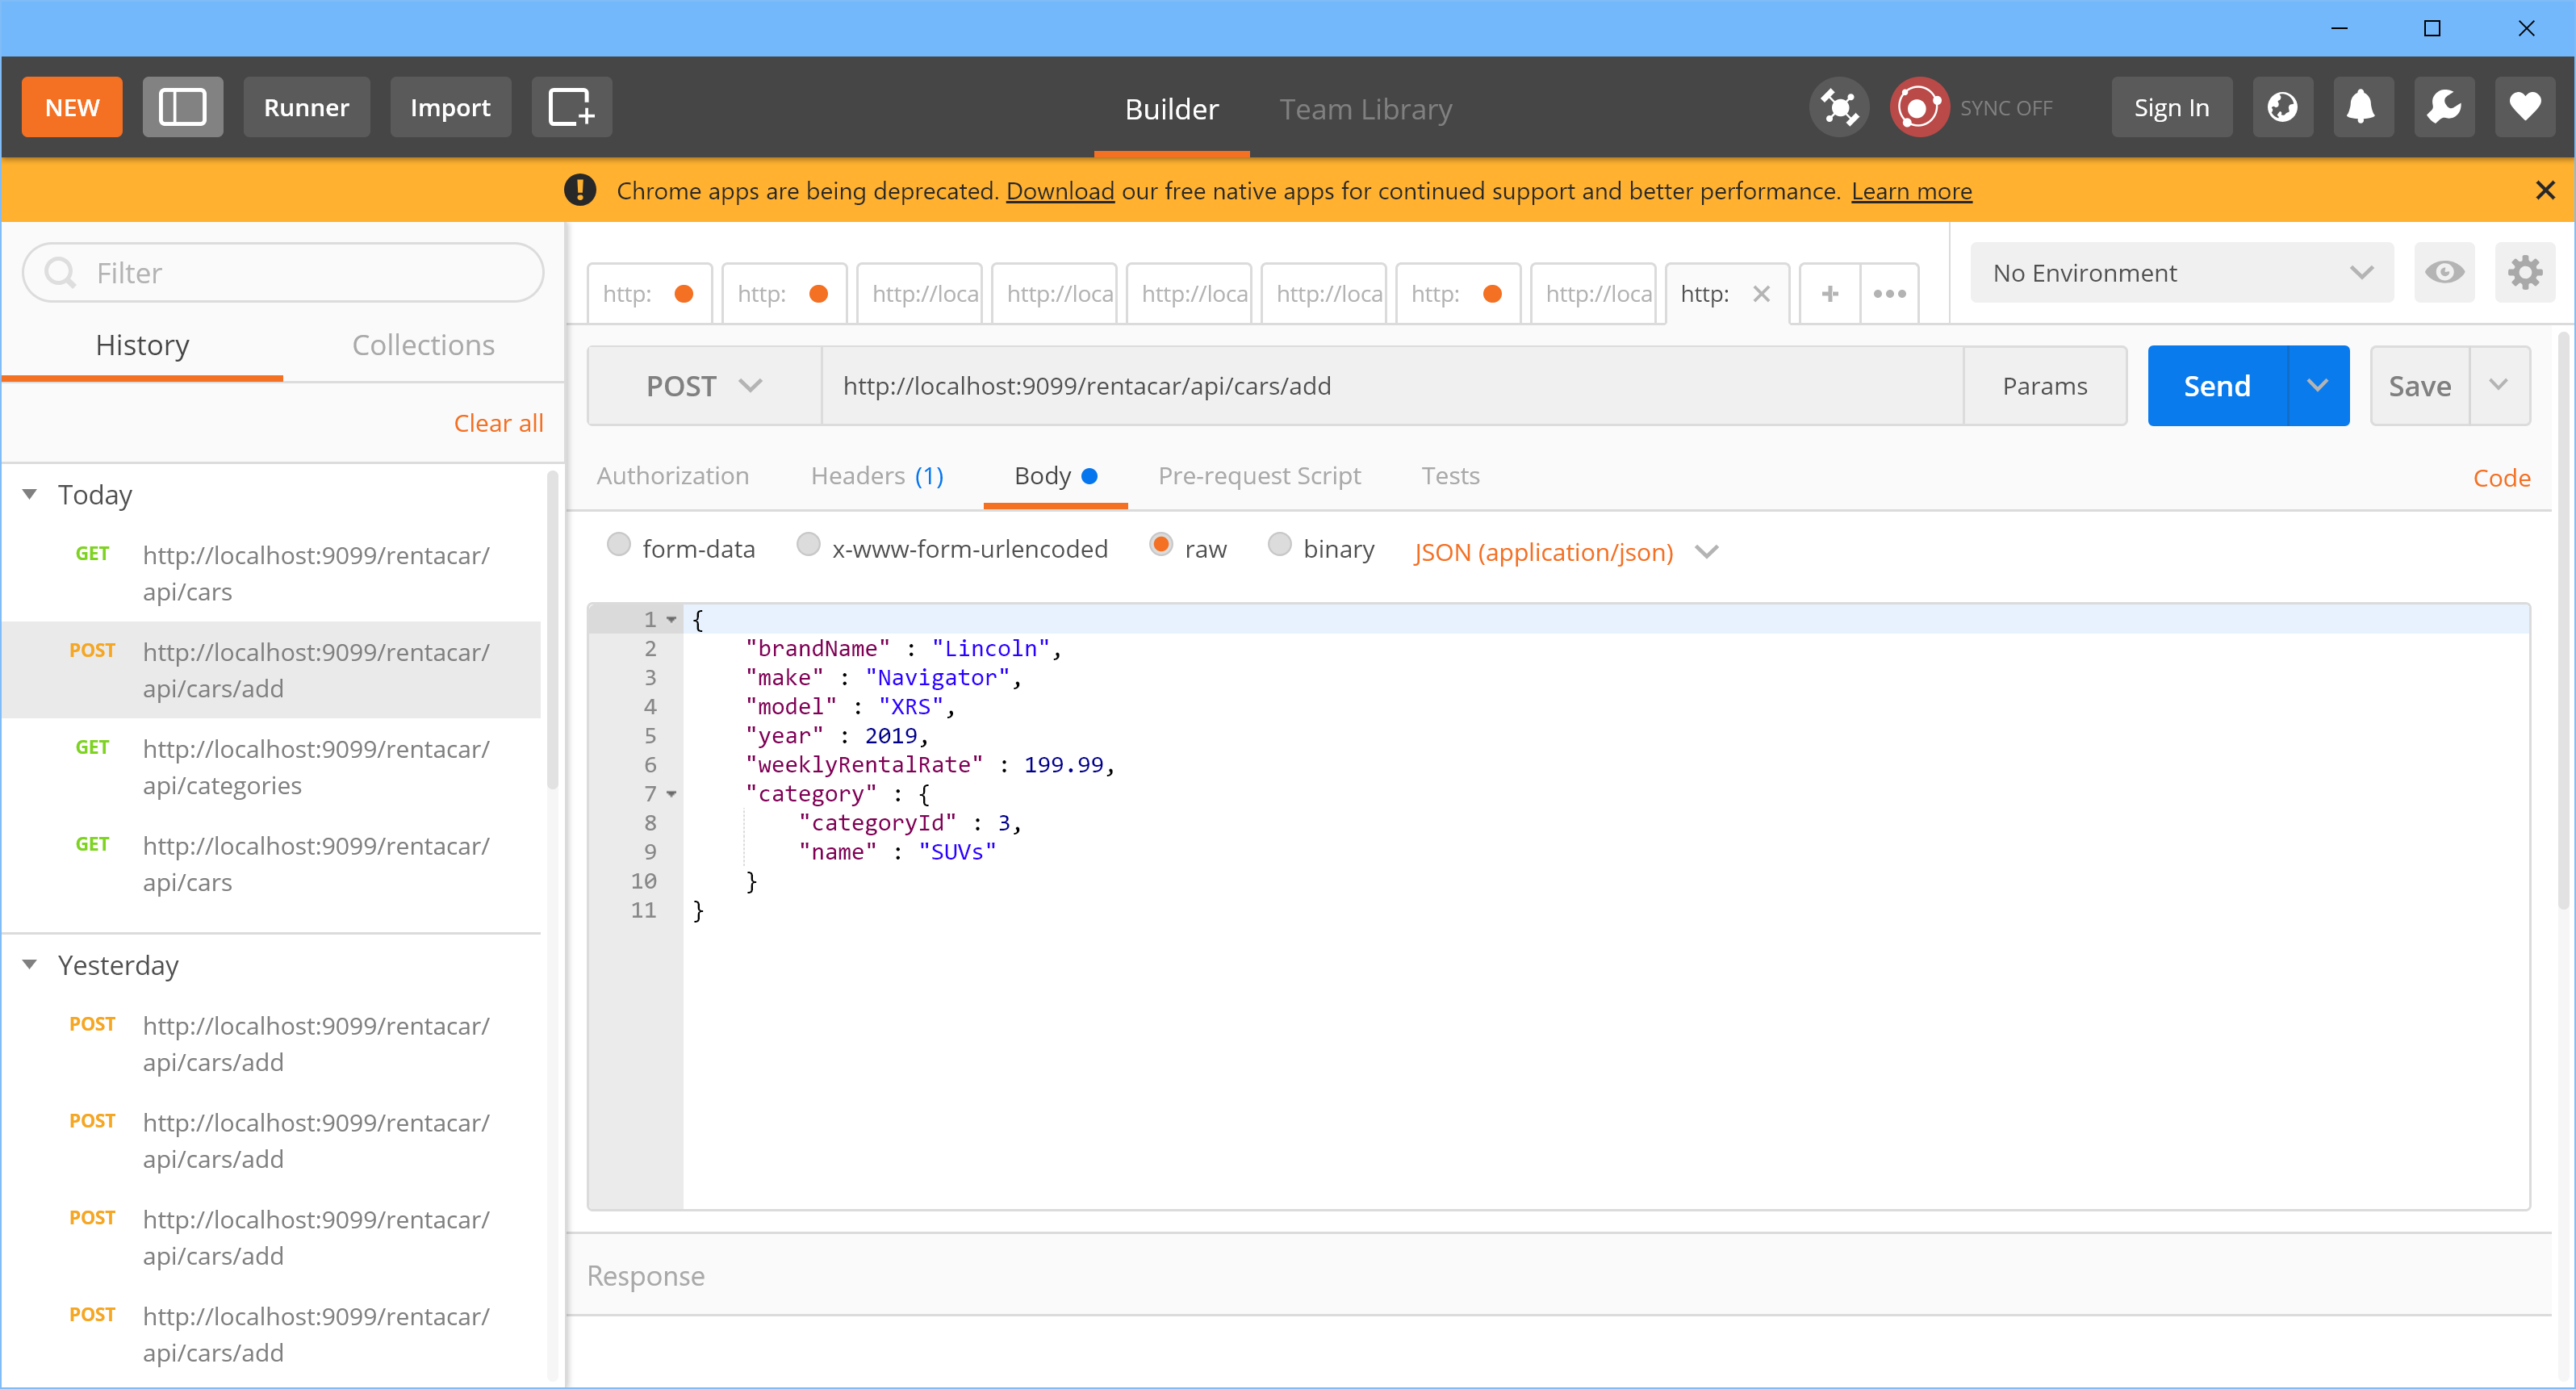 NEW
Runner
Import
Builder
Team Library
SYNC OFF
Sign In
Chrome apps are being deprecated. Download our free native apps for continued support and better performance. Learn more
Filter
History
Collections
Clear all
Today
GET http://localhost:9099/rentacar/
api/cars
POST http://localhost:9099/rentacar/
api/cars/add
GET http://localhost:9099/rentacar/
api/categories
GET http://localhost:9099/rentacar/
api/cars
Yesterday
POST http://localhost:9099/rentacar/
api/cars/add
POST http://localhost:9099/rentacar/
api/cars/add
POST http://localhost:9099/rentacar/
api/cars/add
POST http://localhost:9099/rentacar/
api/cars/add
http: http: http://loca http://loca http://loca http://loca http: http://loca http:
No Environment
POST http://localhost:9099/rentacar/api/cars/add Params Send Save
Authorization Headers (1) Body Pre-request Script Tests Code
form-data x-www-form-urlencoded raw binary JSON (application/json)
1 {
2 "brandName" : "Lincoln",
3 "make" : "Navigator",
4 "model" : "XRS",
5 "year" : 2019,
6 "weeklyRentalRate" : 199.99,
7 "category" : {
8 "categoryId" : 3,
9 "name" : "SUVs"
10 }
11 }
Response